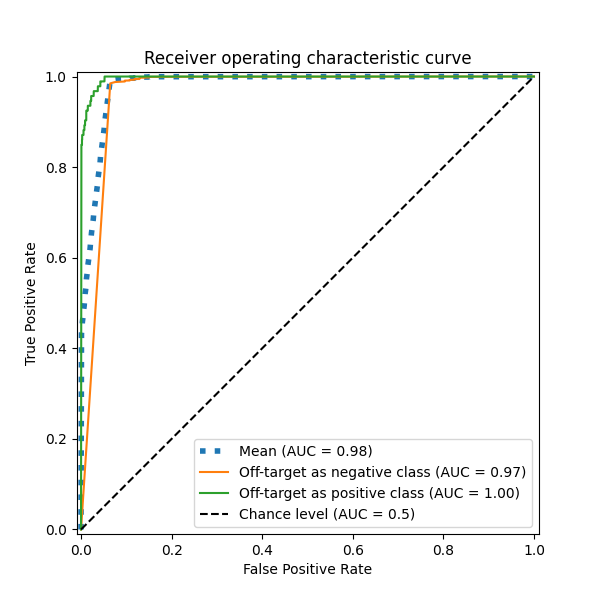 Receiver operating characteristic curve
1.0
0.8
0.6
0.4
0.2
0.0
True Positive Rate
Mean (AUC = 0.98)
Off-target as negative class (AUC = 0.97)
Off-target as positive class (AUC = 1.00)
Chance level (AUC = 0.5)
0.0 0.2 0.4 0.6 0.8 1.0
False Positive Rate